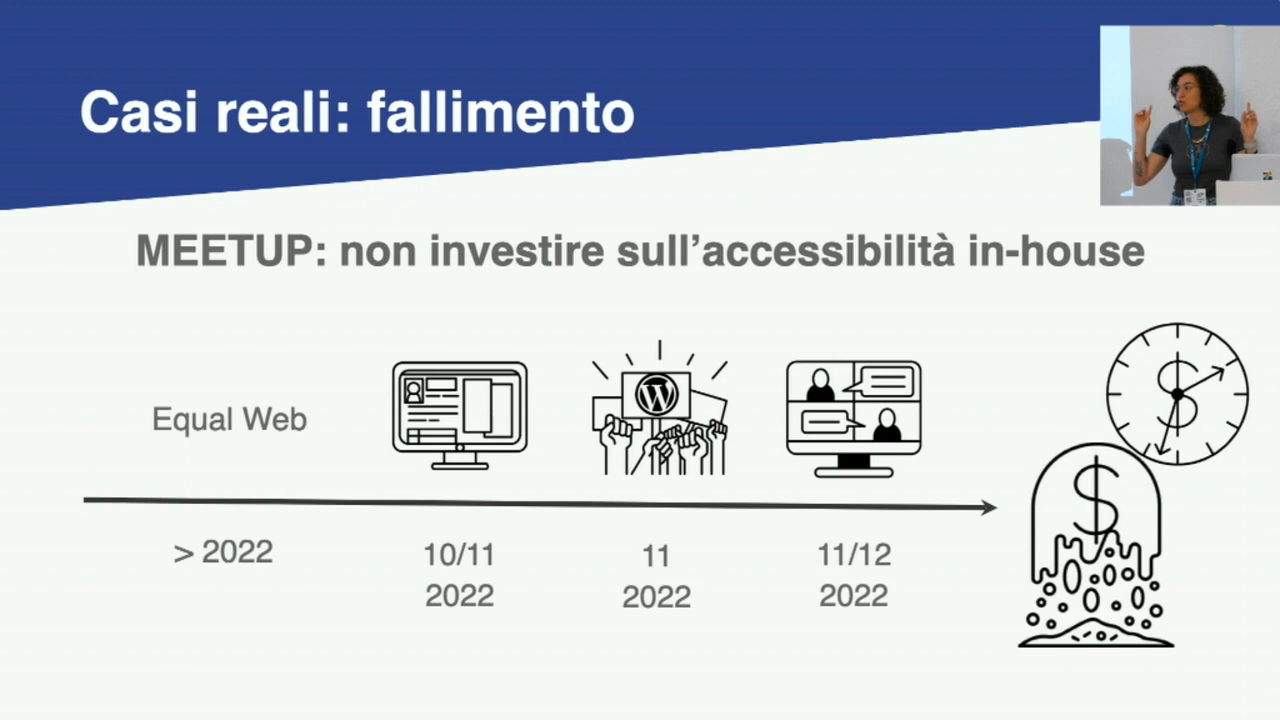 Casi reali: fallimento
MEETUP: non investire sull’accessibilità in-house
Equal Web
> 2022
10/11
2022
11
2022
11/12
2022